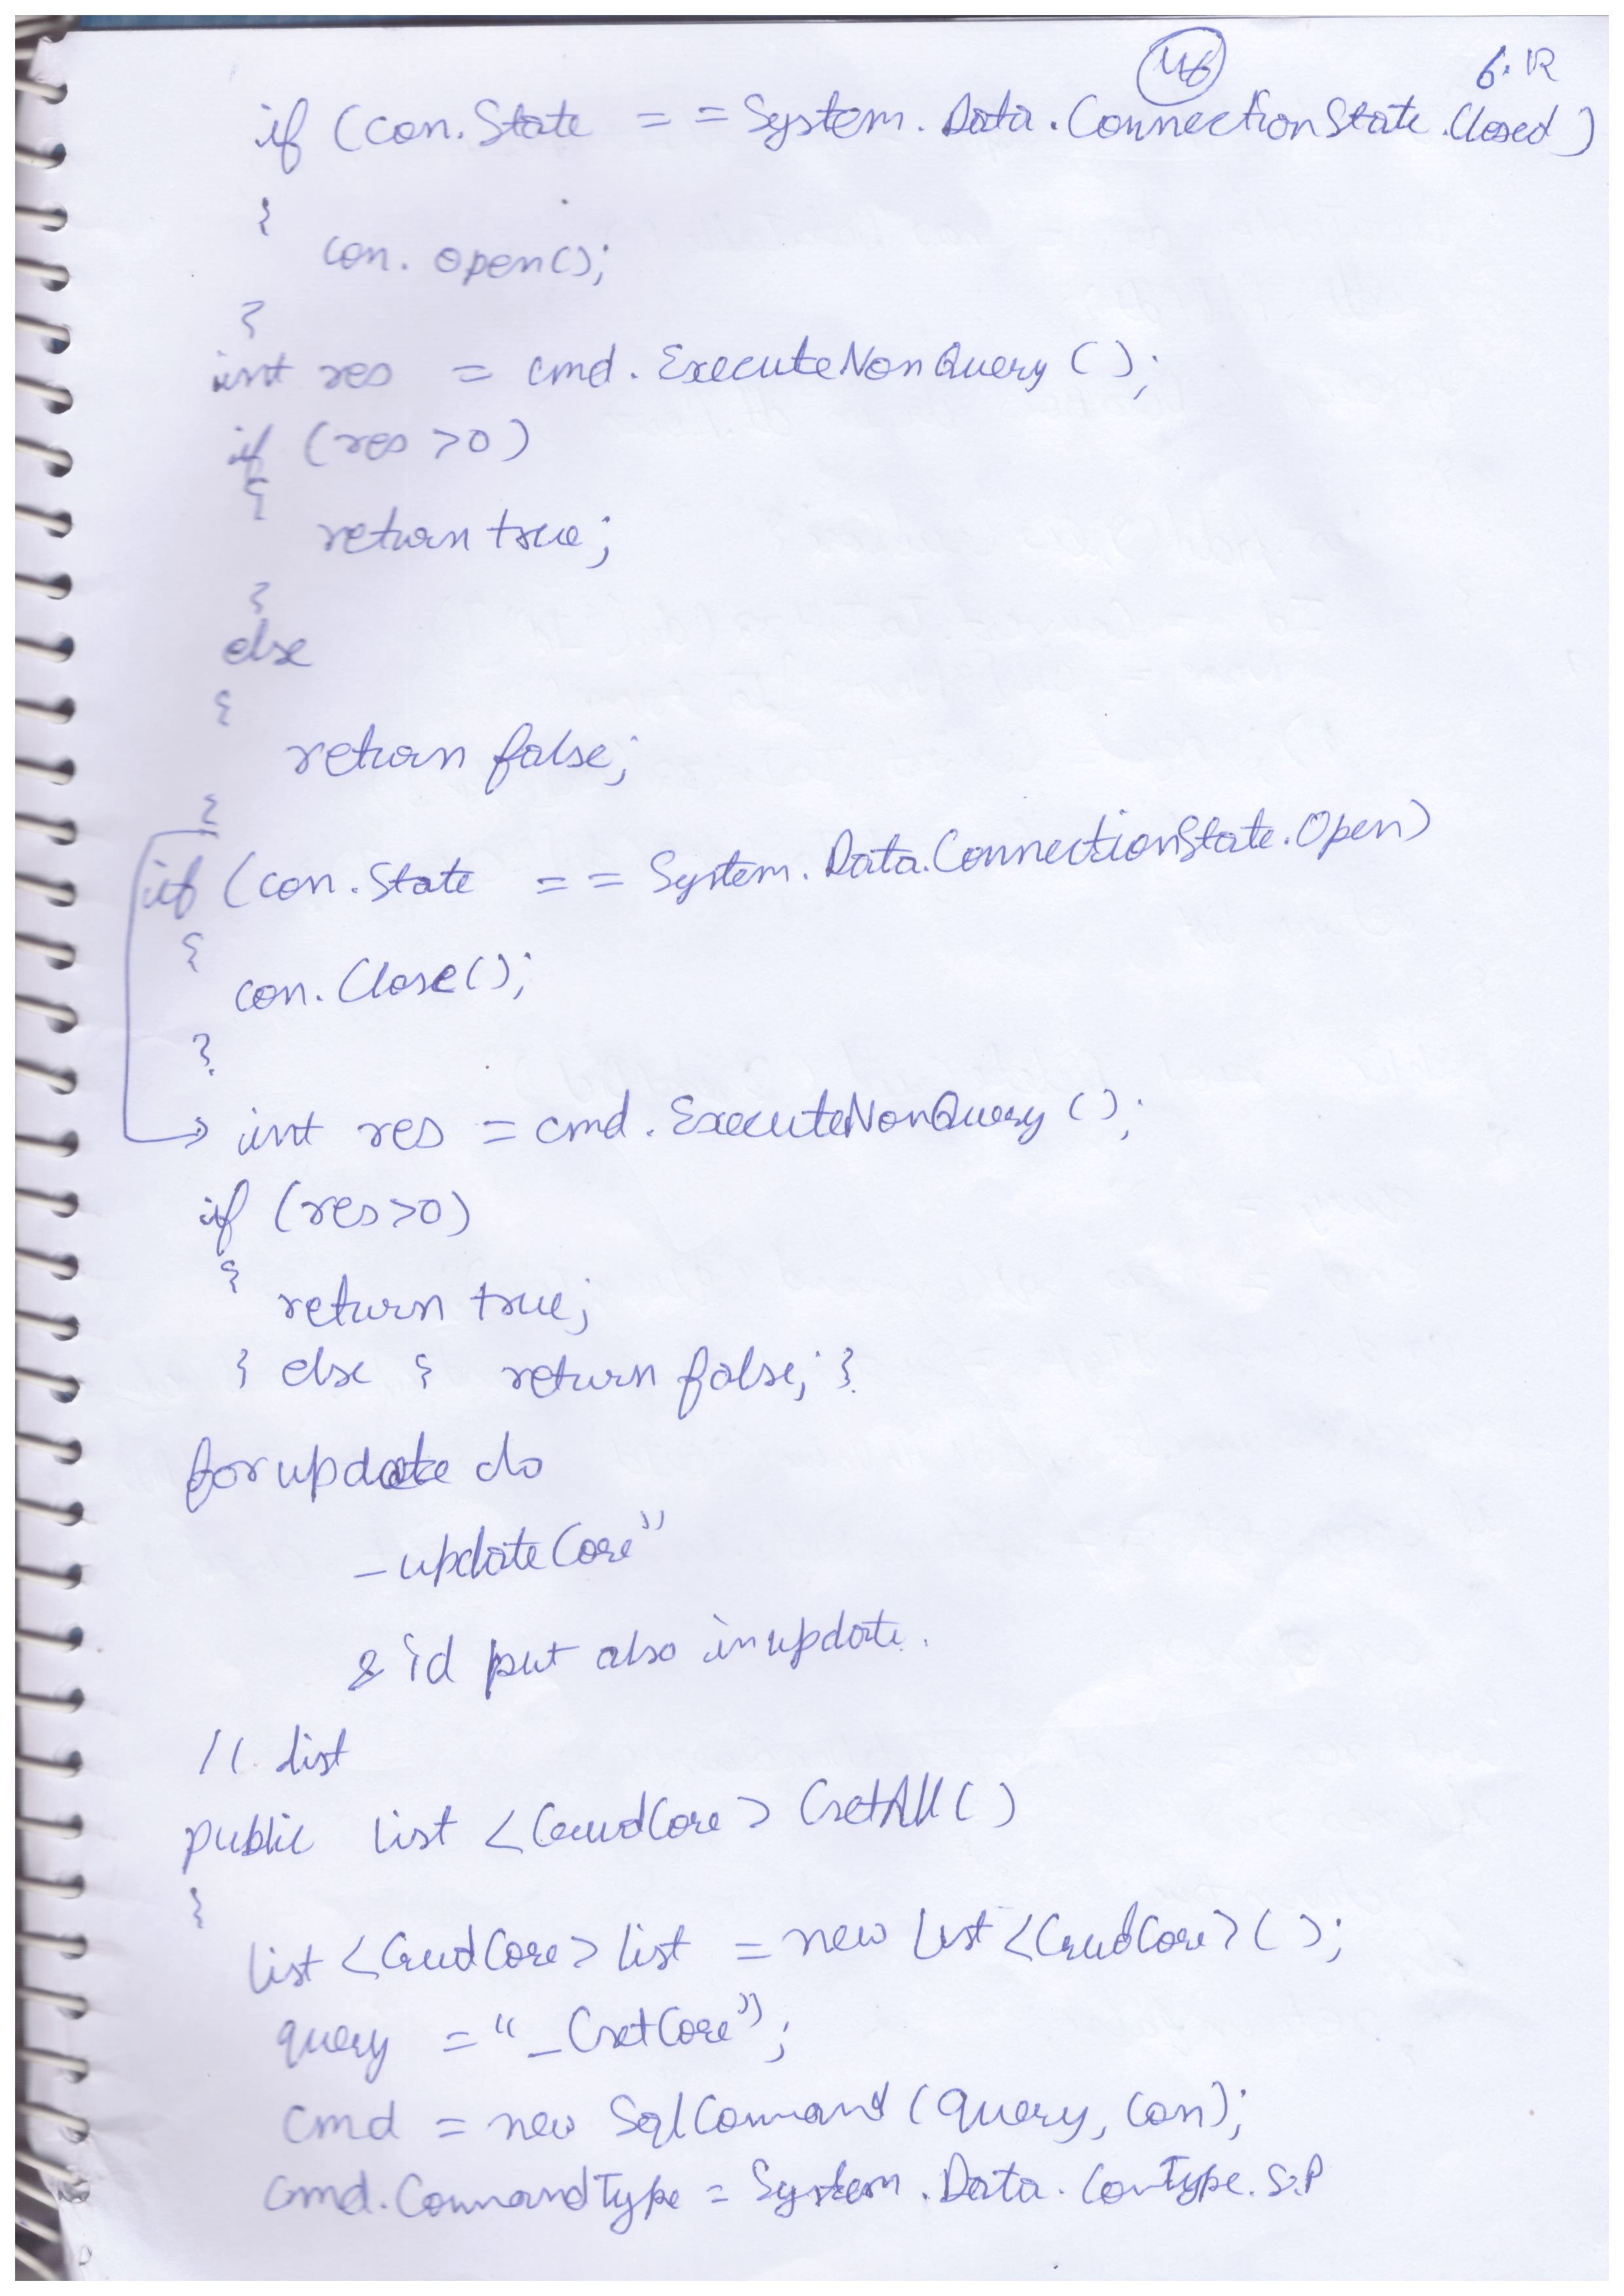 46
6.12
if (con.State == System.Data.ConnectionState.Closed)
{
con. open();
}
int res = cmd. ExecuteNonQuery ();
if (res >0)
{
return true;
}
else
{
return false;
}
if (con.State == System.Data.ConnectionState.Open)
{
con.Close();
}
int res = cmd. ExecuteNonQuery ();
if (res>0)
{
return true;
} else { return false; }
for update do
_updateCore"
& id put also in update.
// list
public list <CrudCore> GetAll()
{
list <CrudCore> list = new list <CrudCore>();
query = "_GetCore";
cmd = new SqlCommand (query, con);
cmd.CommandType = System.Data.ComType.S.P